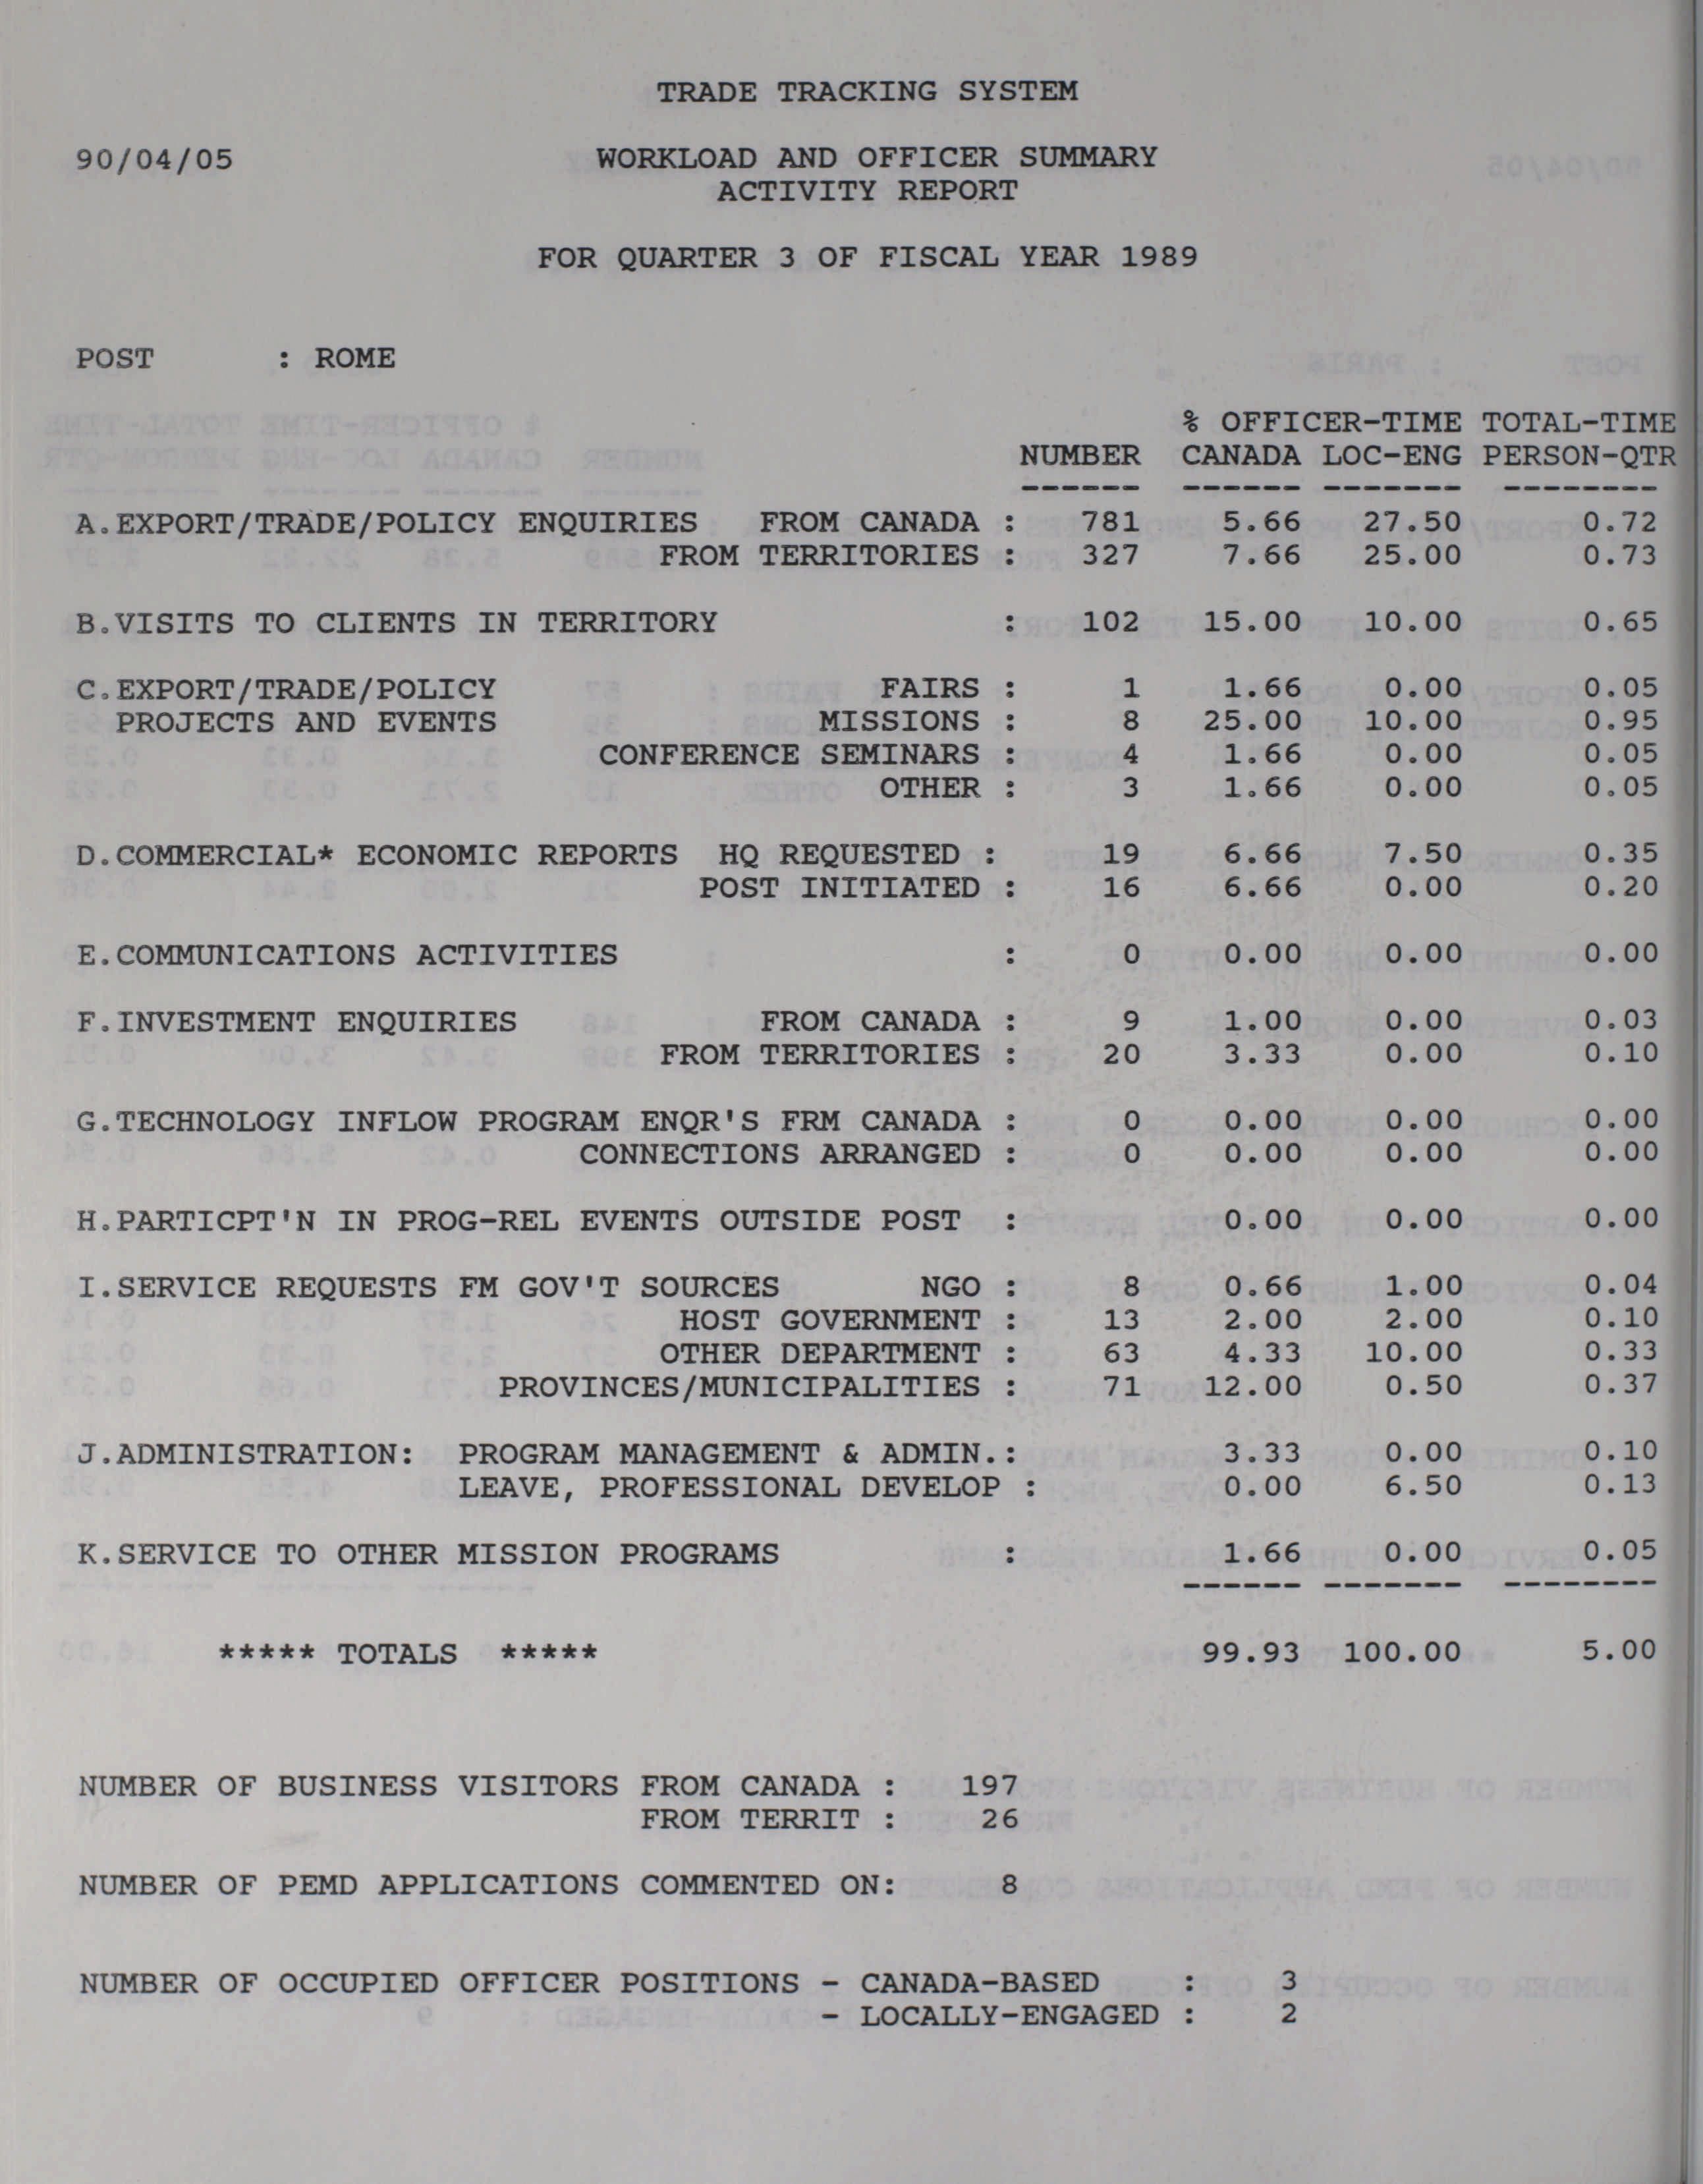 TRADE TRACKING SYSTEM
90/04/05 WORKLOAD AND OFFICER SUMMARY
ACTIVITY REPORT
FOR QUARTER 3 OF FISCAL YEAR 1989
POST : ROME
% OFFICER-TIME TOTAL-TIME
NUMBER CANADA LOC-ENG PERSON-QTR
------ ------ ------- --------
A.EXPORT/TRADE/POLICY ENQUIRIES FROM CANADA : 781 5.66 27.50 0.72
FROM TERRITORIES : 327 7.66 25.00 0.73
B.VISITS TO CLIENTS IN TERRITORY : 102 15.00 10.00 0.65
C.EXPORT/TRADE/POLICY FAIRS : 1 1.66 0.00 0.05
PROJECTS AND EVENTS MISSIONS : 8 25.00 10.00 0.95
CONFERENCE SEMINARS : 4 1.66 0.00 0.05
OTHER : 3 1.66 0.00 0.05
D.COMMERCIAL* ECONOMIC REPORTS HQ REQUESTED : 19 6.66 7.50 0.35
POST INITIATED : 16 6.66 0.00 0.20
E.COMMUNICATIONS ACTIVITIES : 0 0.00 0.00 0.00
F.INVESTMENT ENQUIRIES FROM CANADA : 9 1.00 0.00 0.03
FROM TERRITORIES : 20 3.33 0.00 0.10
G.TECHNOLOGY INFLOW PROGRAM ENQR'S FRM CANADA : 0 0.00 0.00 0.00
CONNECTIONS ARRANGED : 0 0.00 0.00 0.00
H.PARTICPT'N IN PROG-REL EVENTS OUTSIDE POST : 0.00 0.00 0.00
I.SERVICE REQUESTS FM GOV'T SOURCES NGO : 8 0.66 1.00 0.04
HOST GOVERNMENT : 13 2.00 2.00 0.10
OTHER DEPARTMENT : 63 4.33 10.00 0.33
PROVINCES/MUNICIPALITIES : 71 12.00 0.50 0.37
J.ADMINISTRATION: PROGRAM MANAGEMENT & ADMIN.: 3.33 0.00 0.10
LEAVE, PROFESSIONAL DEVELOP : 0.00 6.50 0.13
K.SERVICE TO OTHER MISSION PROGRAMS : 1.66 0.00 0.05
------ ------- --------
***** TOTALS ***** 99.93 100.00 5.00
NUMBER OF BUSINESS VISITORS FROM CANADA : 197
FROM TERRIT : 26
NUMBER OF PEMD APPLICATIONS COMMENTED ON: 8
NUMBER OF OCCUPIED OFFICER POSITIONS - CANADA-BASED : 3
- LOCALLY-ENGAGED : 2